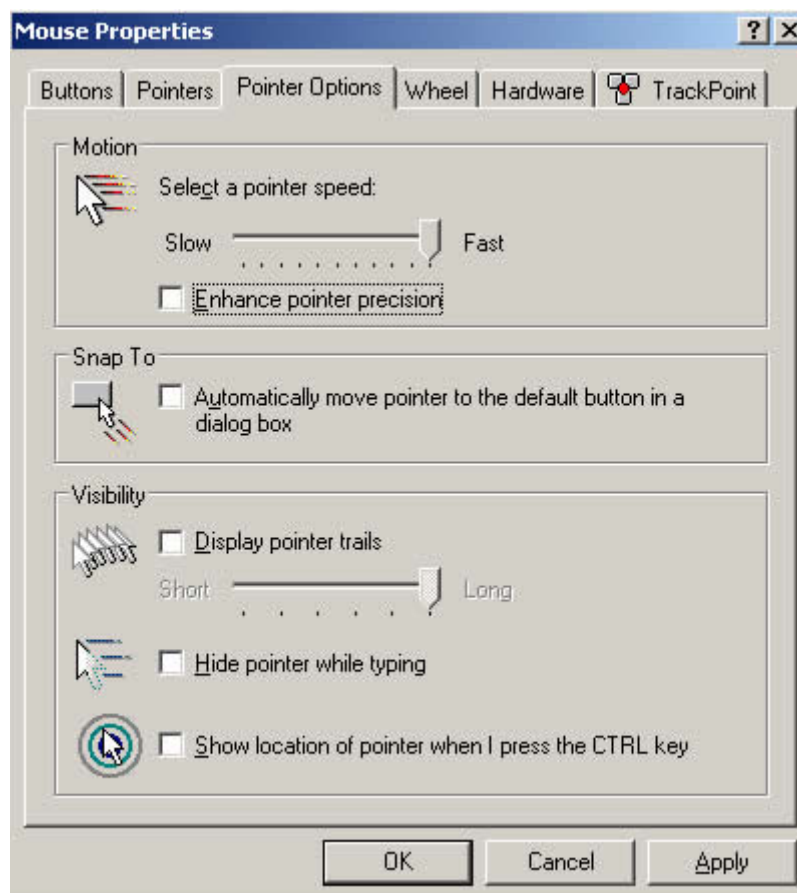 Mouse Properties
Buttons Pointers Pointer Options Wheel Hardware TrackPoint
Motion
Select a pointer speed:
Slow Fast
Enhance pointer precision
Snap To
Automatically move pointer to the default button in a
dialog box
Visibility
Display pointer trails
Short Long
Hide pointer while typing
Show location of pointer when I press the CTRL key
OK Cancel Apply